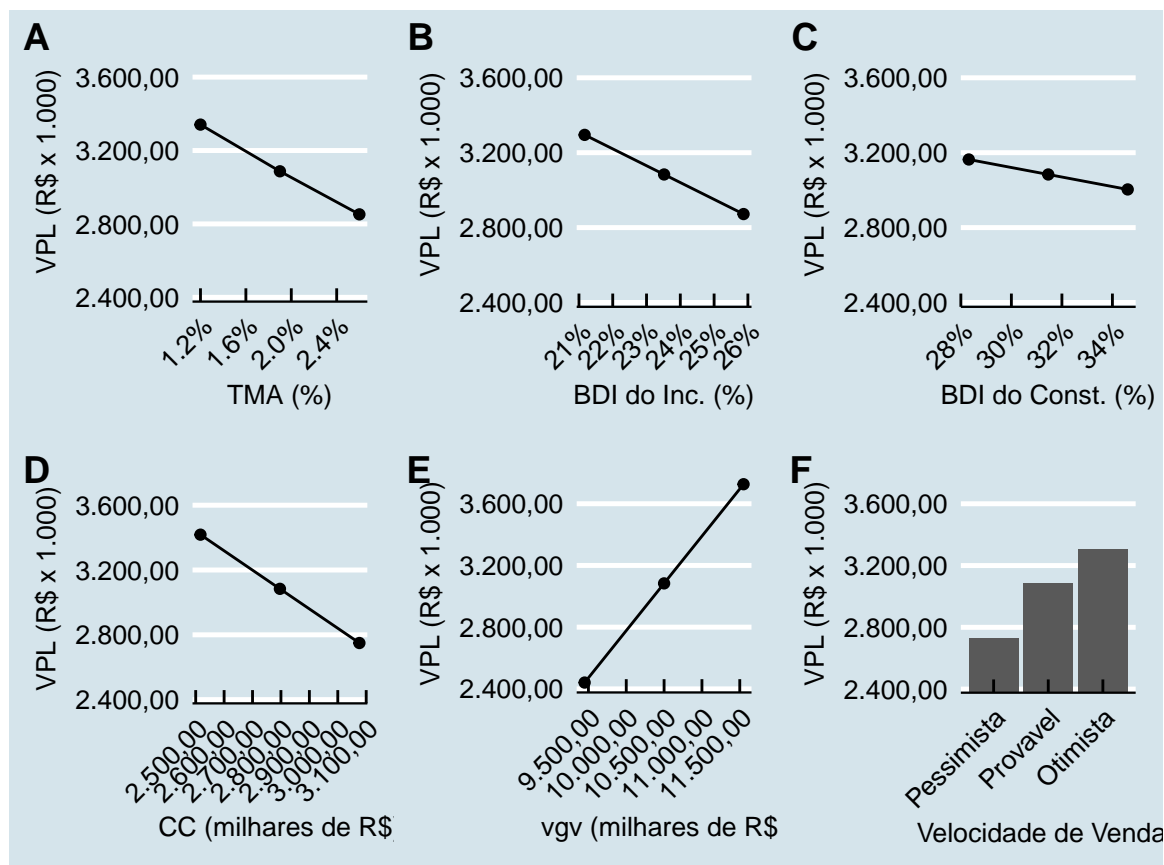 A
VPL (R$ x 1.000)
3.600,00
3.200,00
2.800,00
2.400,00
1.2%
1.6%
2.0%
2.4%
TMA (%)
B
VPL (R$ x 1.000)
3.600,00
3.200,00
2.800,00
2.400,00
21%
22%
23%
24%
25%
26%
BDI do Inc. (%)
C
VPL (R$ x 1.000)
3.600,00
3.200,00
2.800,00
2.400,00
28%
30%
32%
34%
BDI do Const. (%)
D
VPL (R$ x 1.000)
3.600,00
3.200,00
2.800,00
2.400,00
2.500,00
2.600,00
2.700,00
2.800,00
2.900,00
3.000,00
3.100,00
CC (milhares de R$)
E
VPL (R$ x 1.000)
3.600,00
3.200,00
2.800,00
2.400,00
9.500,00
10.000,00
10.500,00
11.000,00
11.500,00
vgv (milhares de R$
F
VPL (R$ x 1.000)
3.600,00
3.200,00
2.800,00
2.400,00
Pessimista
Provavel
Otimista
Velocidade de Venda